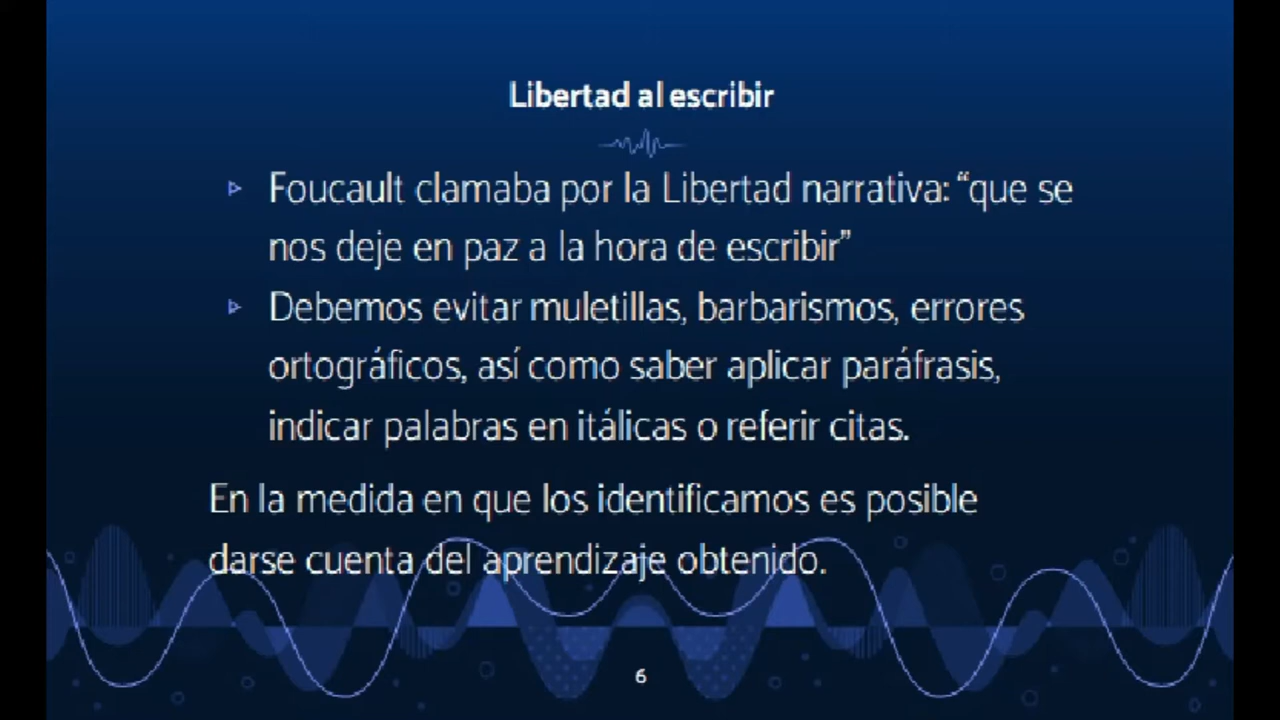 Libertad al escribir
Foucault clamaba por la Libertad narrativa: “que se
nos deje en paz a la hora de escribir”
Debemos evitar muletillas, barbarismos, errores
ortográficos, así como saber aplicar paráfrasis,
indicar palabras en itálicas o referir citas.
En la medida en que los identificamos es posible
darse cuenta del aprendizaje obtenido.
6